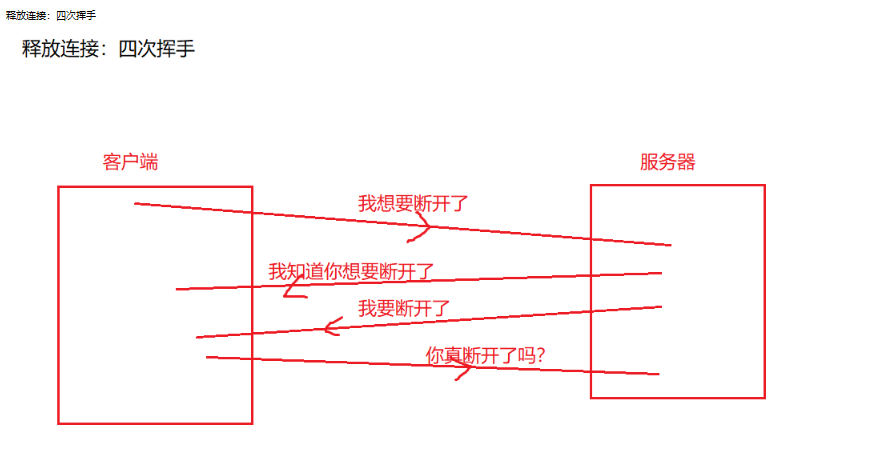 释放连接：四次挥手
释放连接：四次挥手
客户端
服务器
我想要断开了
我知道你想要断开了
我要断开了
你真断开了吗？